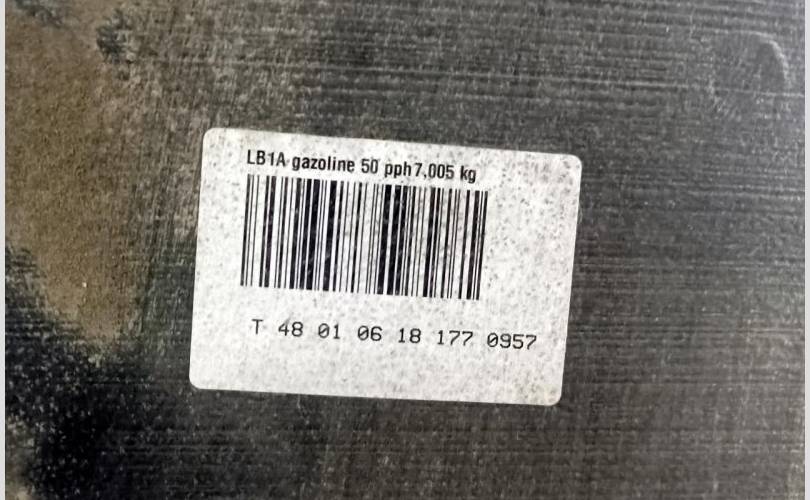 LB1A gazoline 50 pph7,005 kg
T 48 01 06 18 177 0957